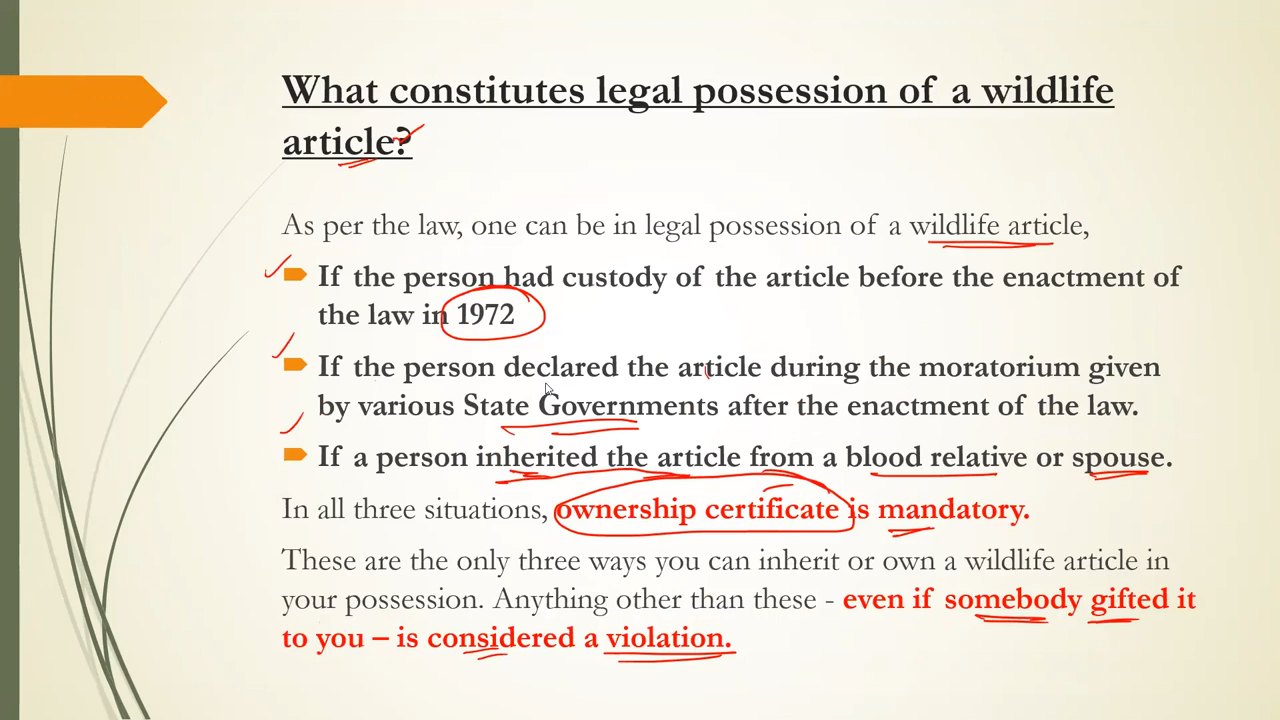 What constitutes legal possession of a wildlife
article?
As per the law, one can be in legal possession of a wildlife article,
If the person had custody of the article before the enactment of
the law in 1972
If the person declared the article during the moratorium given
by various State Governments after the enactment of the law.
If a person inherited the article from a blood relative or spouse.
In all three situations, ownership certificate is mandatory.
These are the only three ways you can inherit or own a wildlife article in
your possession. Anything other than these - even if somebody gifted it
to you – is considered a violation.